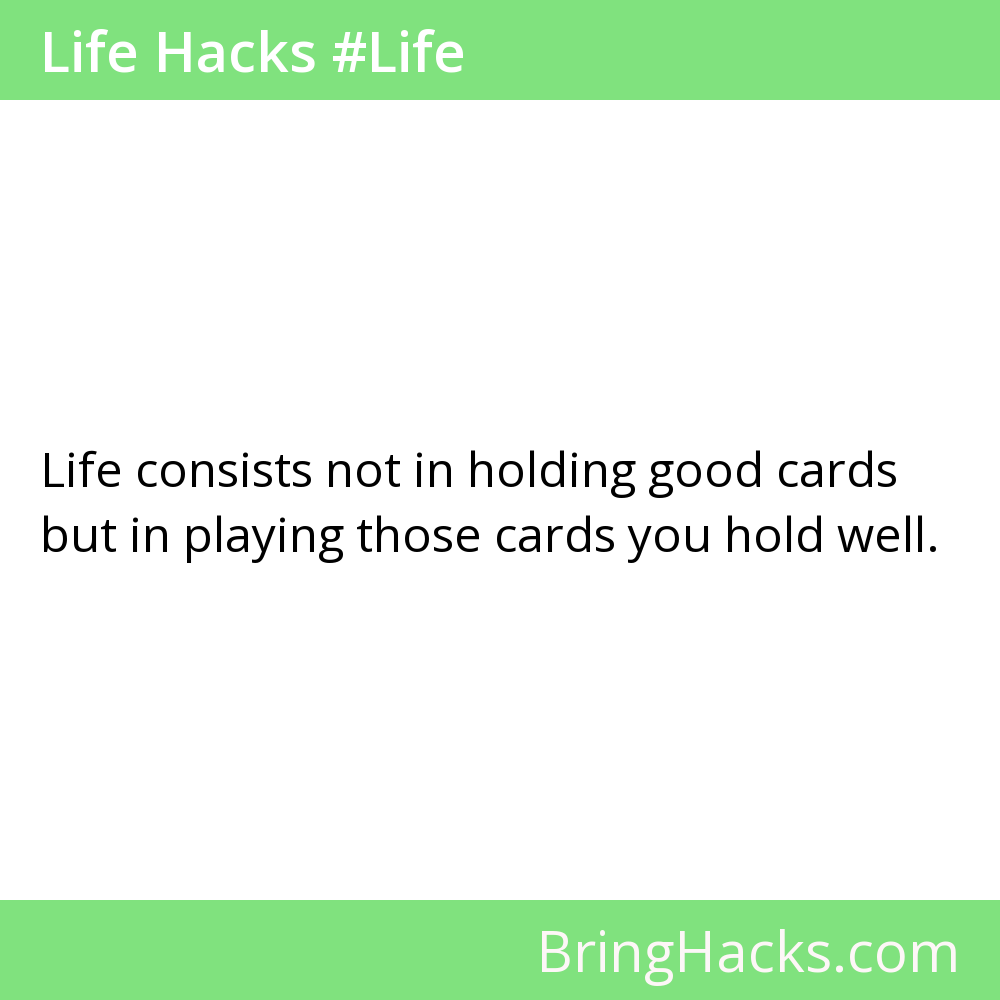 Life Hacks #Life
Life consists not in holding good cards
but in playing those cards you hold well.
BringHacks.com